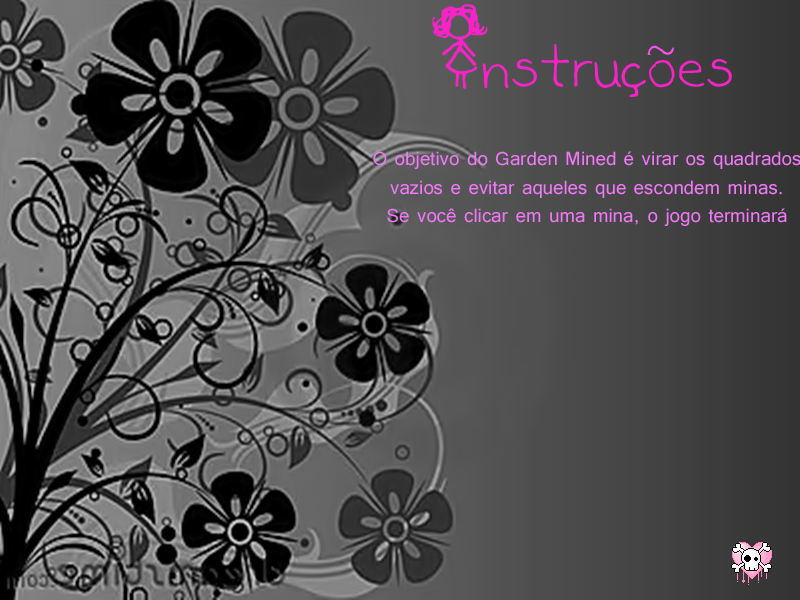 Instruções
O objetivo do Garden Mined é virar os quadrados
vazios e evitar aqueles que escondem minas.
Se você clicar em uma mina, o jogo terminará